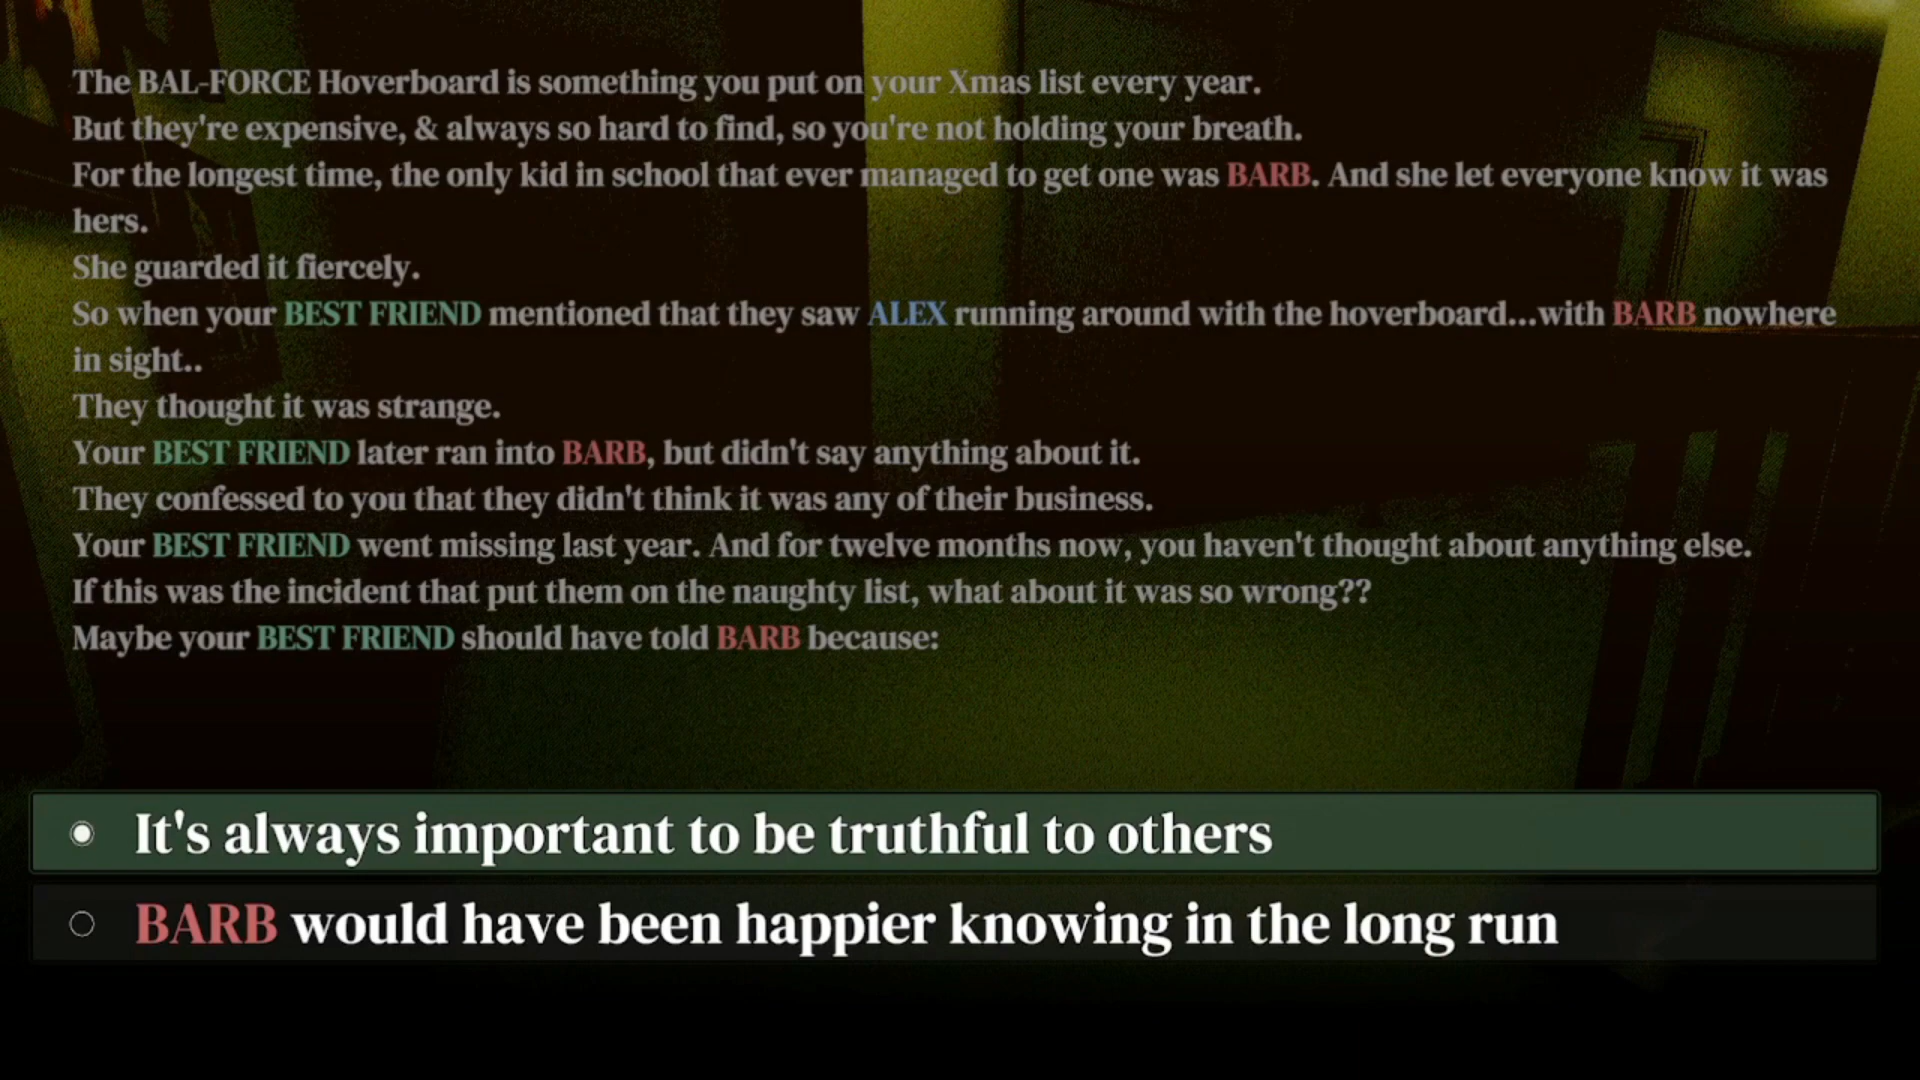 The BAL-FORCE Hoverboard is something you put on your Xmas list every year.
But they're expensive, & always so hard to find, so you're not holding your breath.
For the longest time, the only kid in school that ever managed to get one was BARB. And she let everyone know it was
hers.
She guarded it fiercely.
So when your BEST FRIEND mentioned that they saw ALEX running around with the hoverboard...with BARB nowhere
in sight..
They thought it was strange.
Your BEST FRIEND later ran into BARB, but didn't say anything about it.
They confessed to you that they didn't think it was any of their business.
Your BEST FRIEND went missing last year. And for twelve months now, you haven't thought about anything else.
If this was the incident that put them on the naughty list, what about it was so wrong??
Maybe your BEST FRIEND should have told BARB because:
It's always important to be truthful to others
BARB would have been happier knowing in the long run